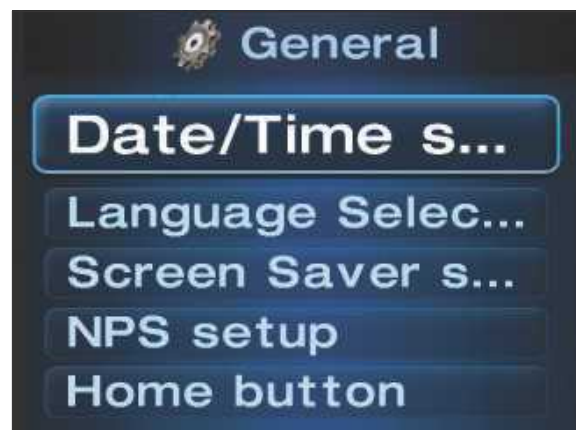 General
Date/Time s...
Language Selec...
Screen Saver s...
NPS setup
Home button